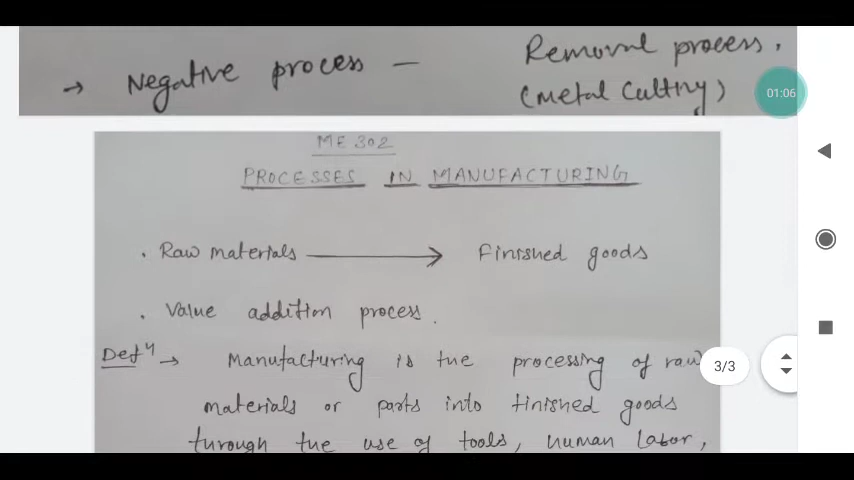 → Negative process — Removal process,
(Metal Cutting)
01:06
ME 302
PROCESSES IN MANUFACTURING
. Raw materials ⟶ Finished goods
. Value addition process.
Defⁿ → Manufacturing is the processing of raw
3/3
materials or parts into finished goods
through the use of tools, human labor,